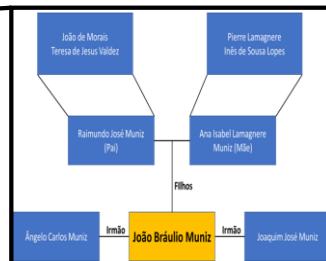 João de Morais
Teresa de Jesus Valdez
Pierre Lamagnere
Inês de Sousa Lopes
Raimundo José Muniz
(Pai)
Ana Isabel Lamagnere
Muniz (Mãe)
Filhos
Ângelo Carlos Muniz
Irmão
João Bráulio Muniz
Irmão
Joaquim José Muniz